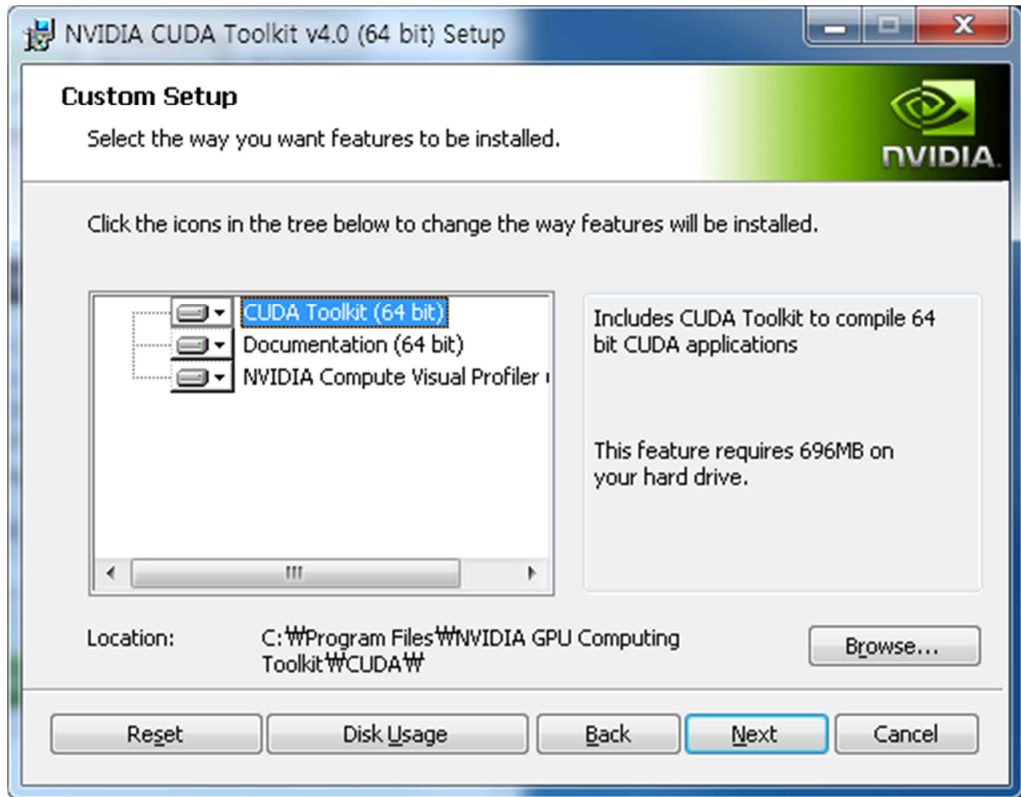 NVIDIA CUDA Toolkit v4.0 (64 bit) Setup
Custom Setup
Select the way you want features to be installed.
NVIDIA.
Click the icons in the tree below to change the way features will be installed.
CUDA Toolkit (64 bit)
Documentation (64 bit)
NVIDIA Compute Visual Profiler
Includes CUDA Toolkit to compile 64
bit CUDA applications
This feature requires 696MB on
your hard drive.
Location:
C:₩Program Files₩NVIDIA GPU Computing
Toolkit₩CUDA₩
Browse...
Reset
Disk Usage
Back
Next
Cancel